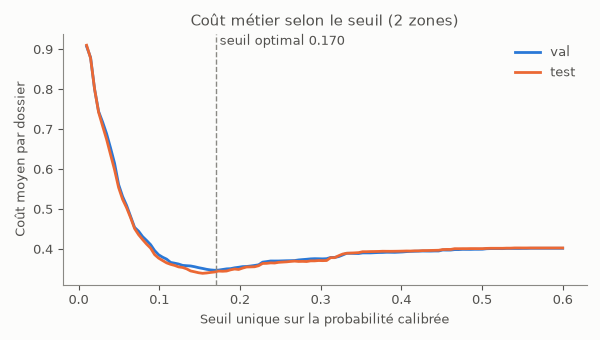 Coût métier selon le seuil (2 zones)
seuil optimal 0.170
val
test
Coût moyen par dossier
0.9
0.8
0.7
0.6
0.5
0.4
0.0 0.1 0.2 0.3 0.4 0.5 0.6
Seuil unique sur la probabilité calibrée